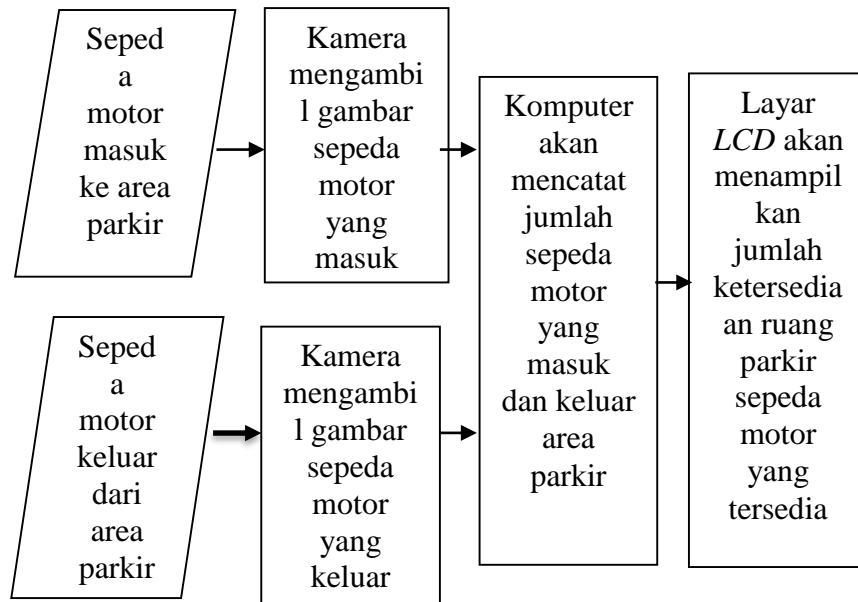 Seped
a
motor
masuk
ke area
parkir
Kamera
mengambi
l gambar
sepeda
motor
yang
masuk
Seped
a
motor
keluar
dari
area
parkir
Kamera
mengambi
l gambar
sepeda
motor
yang
keluar
Komputer
akan
mencatat
jumlah
sepeda
motor
yang
masuk
dan keluar
area
parkir
Layar
LCD akan
menampil
kan
jumlah
ketersedia
an ruang
parkir
sepeda
motor
yang
tersedia